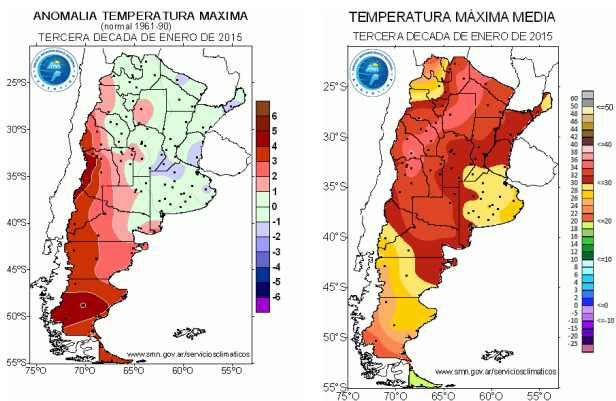 ANOMALIA TEMPERATURA MAXIMA
(normal 1961-90)
TERCERA DECADA DE ENERO DE 2015
25°S
30°S
35°S
40°S
45°S
50°S
55°S
75°O
70°O
65°O
60°O
55°O
6
5
4
3
2
1
0
-1
-2
-3
-4
-5
-6
www.smn.gov.ar/serviciosclimaticos
TEMPERATURA MÁXIMA MEDIA
TERCERA DECADA DE ENERO DE 2015
25°S
30°S
35°S
40°S
45°S
50°S
55°S
75°O
70°O
65°O
60°O
55°O
60
50
48
46
44
42
40
38
36
34
32
30
28
26
24
22
20
18
16
14
12
10
8
5
3
2
0
-2
-5
-10
-15
-20
-25
<=50
<=40
<=30
<=20
<=10
<=0
<=-10
www.smn.gov.ar/serviciosclimaticos